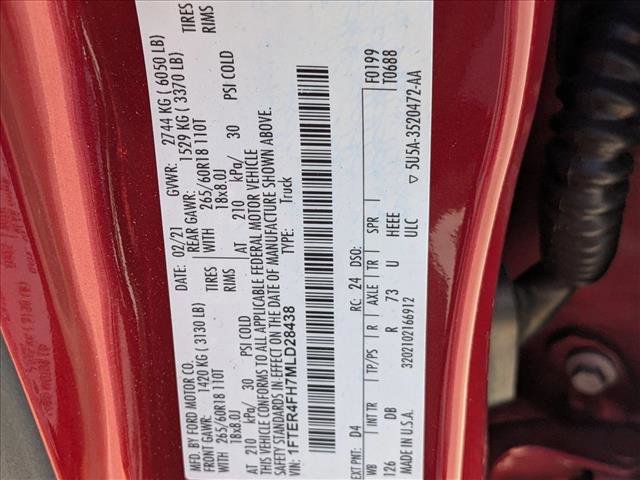 MFD. BY FORD MOTOR CO.
DATE: 02/21 GVWR: 2744 KG ( 6050 LB)
FRONT GAWR: 1420 KG ( 3130 LB) REAR GAWR: 1529 KG ( 3370 LB)
WITH 265/60R18 110T TIRES WITH 265/60R18 110T TIRES
18x8.0J RIMS 18x8.0J RIMS
AT 210 kPa/ 30 PSI COLD AT 210 kPa/ 30 PSI COLD
THIS VEHICLE CONFORMS TO ALL APPLICABLE FEDERAL MOTOR VEHICLE
SAFETY STANDARDS IN EFFECT ON THE DATE OF MANUFACTURE SHOWN ABOVE.
VIN: 1FTER4FH7MLD28438 TYPE: Truck
F0199
T0688
EXT PNT: D4 RC: 24 DSO:
WB INT TR TP/PS R AXLE TR SPR
126 DB R 73 U HEEE
3202102166912 ULC
▽ 5U5A-3520472-AA